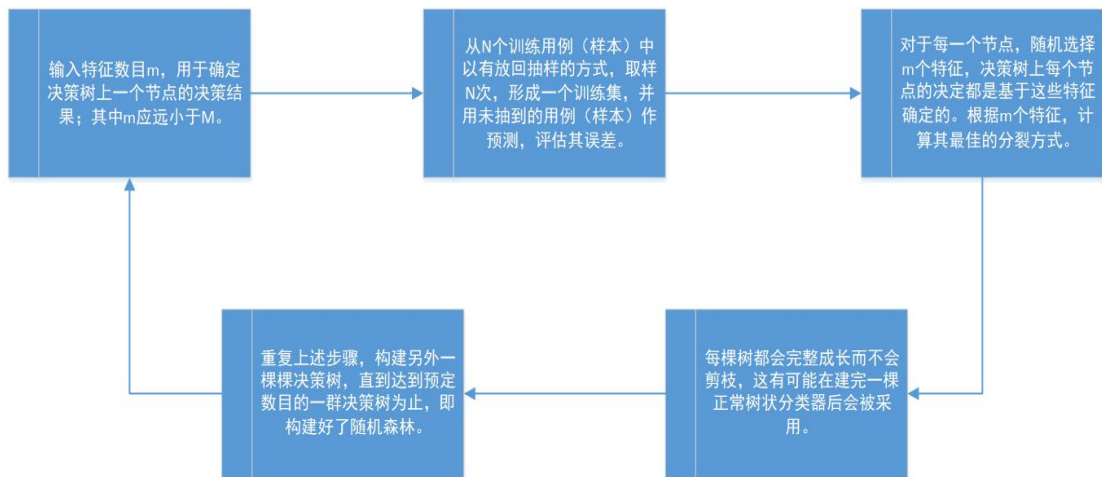 输入特征数目m，用于确定
决策树上一个节点的决策结
果；其中m应远小于M。
从N个训练用例（样本）中
以有放回抽样的方式，取样
N次，形成一个训练集，并
用未抽到的用例（样本）作
预测，评估其误差。
对于每一个节点，随机选择
m个特征，决策树上每个节
点的决定都是基于这些特征
确定的。根据m个特征，计
算其最佳的分裂方式。
每棵树都会完整成长而不会
剪枝，这有可能在建完一棵
正常树状分类器后会被采
用。
重复上述步骤，构建另外一
棵棵决策树，直到达到预定
数目的一群决策树为止，即
构建好了随机森林。